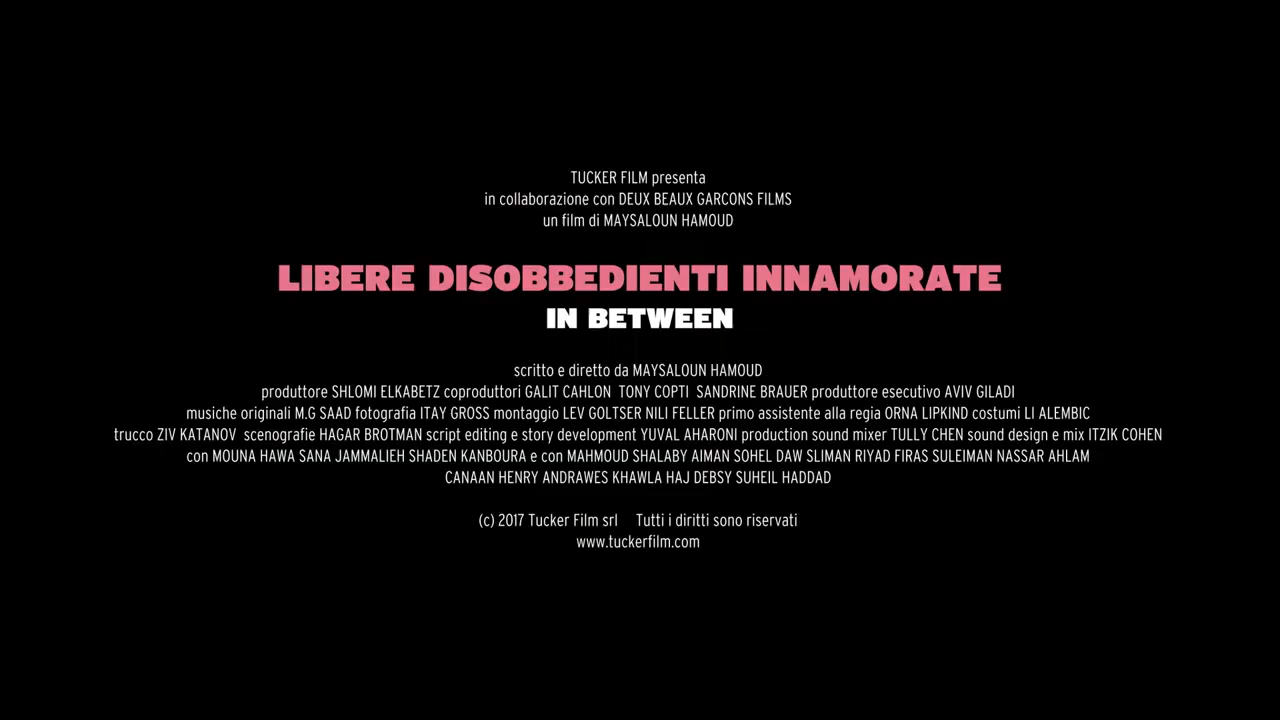 TUCKER FILM presenta
in collaborazione con DEUX BEAUX GARCONS FILMS
un film di MAYSALOUN HAMOUD
LIBERE DISOBBEDIENTI INNAMORATE
IN BETWEEN
scritto e diretto da MAYSALOUN HAMOUD
produttore SHLOMI ELKABETZ coproduttori GALIT CAHLON TONY COPTI SANDRINE BRAUER produttore esecutivo AVIV GILADI
musiche originali M.G SAAD fotografia ITAY GROSS montaggio LEV GOLTSER NILI FELLER primo assistente alla regia ORNA LIPKIND costumi LI ALEMBIC
trucco ZIV KATANOV scenografie HAGAR BROTMAN script editing e story development YUVAL AHARONI production sound mixer TULLY CHEN sound design e mix ITZIK COHEN
con MOUNA HAWA SANA JAMMALIEH SHADEN KANBOURA e con MAHMOUD SHALABY AIMAN SOHEL DAW SLIMAN RIYAD FIRAS SULEIMAN NASSAR AHLAM
CANAAN HENRY ANDRAWES KHAWLA HAJ DEBSY SUHEIL HADDAD
(c) 2017 Tucker Film srl Tutti i diritti sono riservati
www.tuckerfilm.com